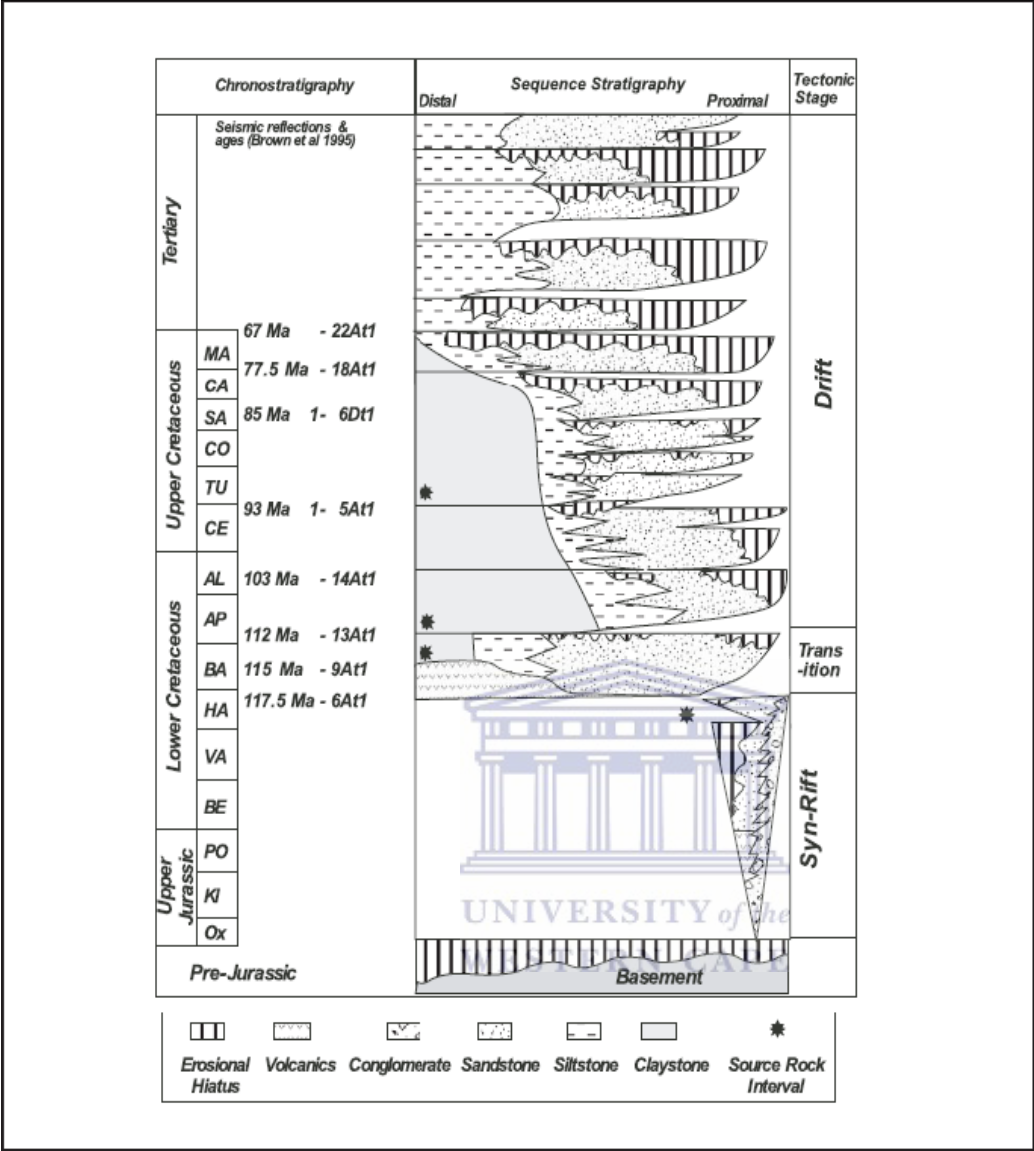 Chronostratigraphy
Sequence Stratigraphy
Distal
Proximal
Tectonic
Stage
Seismic reflections &
ages (Brown et al 1995)
Tertiary
Upper Cretaceous
Lower Cretaceous
Upper
Jurassic
67 Ma - 22At1
MA
77.5 Ma - 18At1
CA
SA
85 Ma 1- 6Dt1
CO
TU
93 Ma 1- 5At1
CE
AL
103 Ma - 14At1
AP
112 Ma - 13At1
BA
115 Ma - 9At1
117.5 Ma - 6At1
HA
VA
BE
PO
KI
Ox
Drift
Trans
-ition
Syn-Rift
UNIVERSITY of the
WESTERN CAPE
Pre-Jurassic
Basement
Erosional
Hiatus
Volcanics
Conglomerate
Sandstone
Siltstone
Claystone
Source Rock
Interval